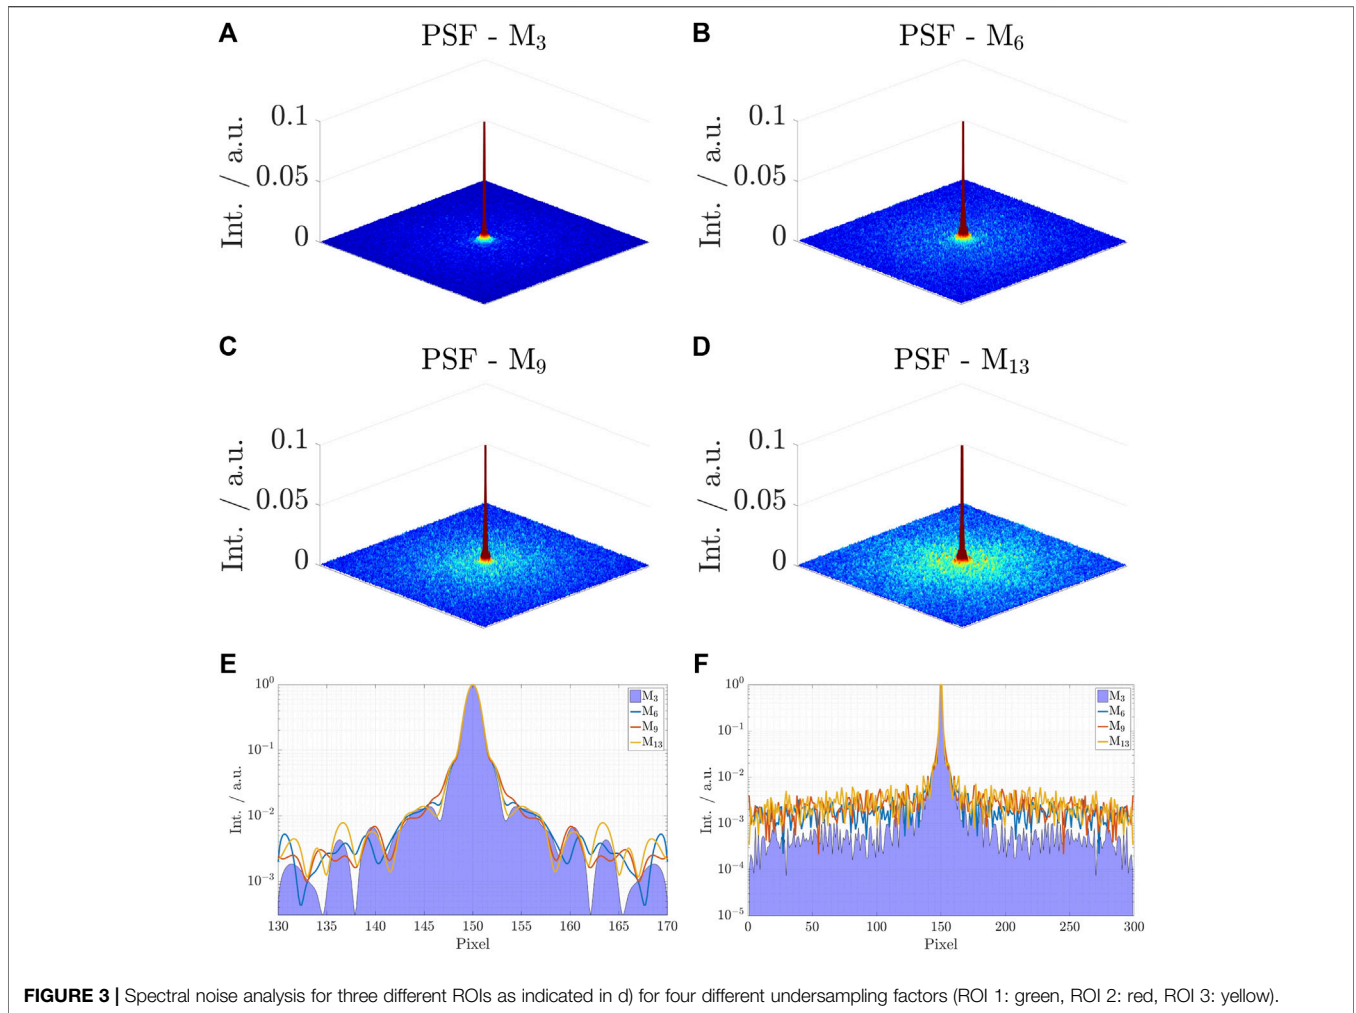 A
PSF - M3
0.1
0.05
0
Int. / a.u.
B
PSF - M6
0.1
0.05
0
Int. / a.u.
C
PSF - M9
0.1
0.05
0
Int. / a.u.
D
PSF - M13
0.1
0.05
0
Int. / a.u.
E
10^0
10^-1
10^-2
10^-3
Int. / a.u.
130 135 140 145 150 155 160 165 170
Pixel
M3
M6
M9
M13
F
10^0
10^-1
10^-2
10^-3
10^-4
10^-5
Int. / a.u.
0 50 100 150 200 250 300
Pixel
M3
M6
M9
M13
FIGURE 3 | Spectral noise analysis for three different ROIs as indicated in d) for four different undersampling factors (ROI 1: green, ROI 2: red, ROI 3: yellow).